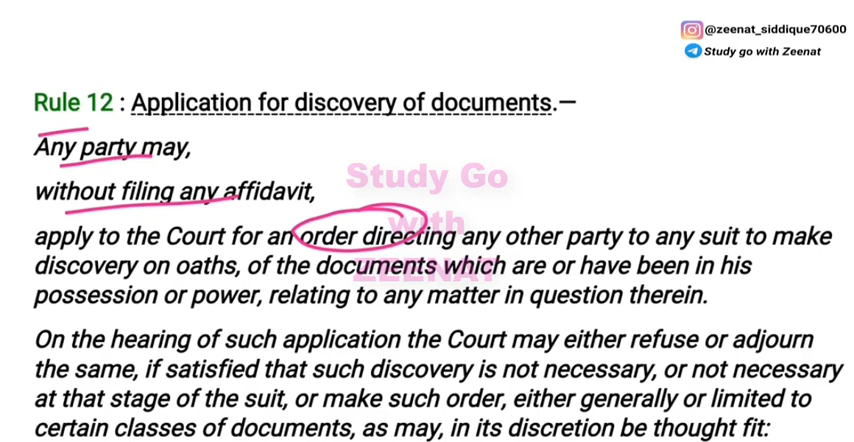 @zeenat_siddique70600
Study go with Zeenat
Rule 12 : Application for discovery of documents.—
Any party may,
without filing any affidavit,
apply to the Court for an order directing any other party to any suit to make
discovery on oaths, of the documents which are or have been in his
possession or power, relating to any matter in question therein.
On the hearing of such application the Court may either refuse or adjourn
the same, if satisfied that such discovery is not necessary, or not necessary
at that stage of the suit, or make such order, either generally or limited to
certain classes of documents, as may, in its discretion be thought fit:
Study Go
with
ZEENAT